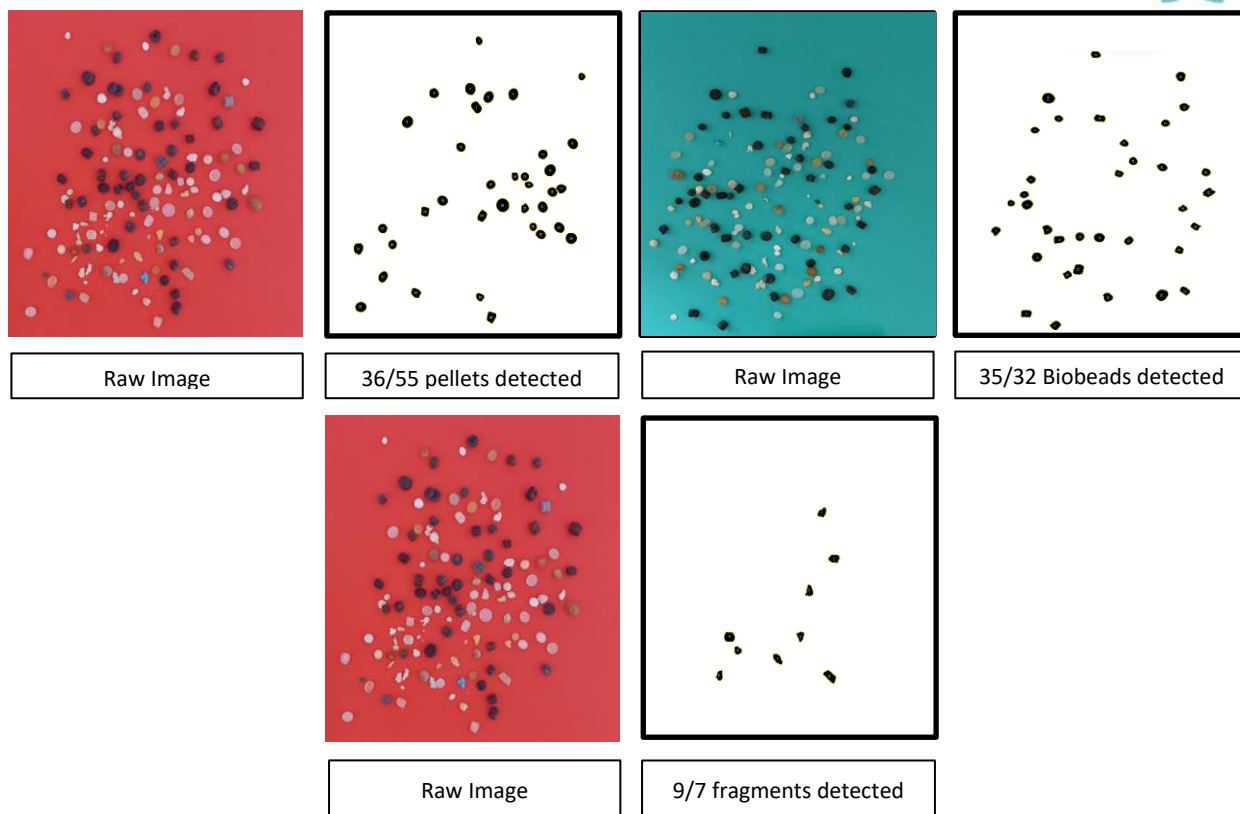 Raw Image
36/55 pellets detected
Raw Image
35/32 Biobeads detected
Raw Image
9/7 fragments detected